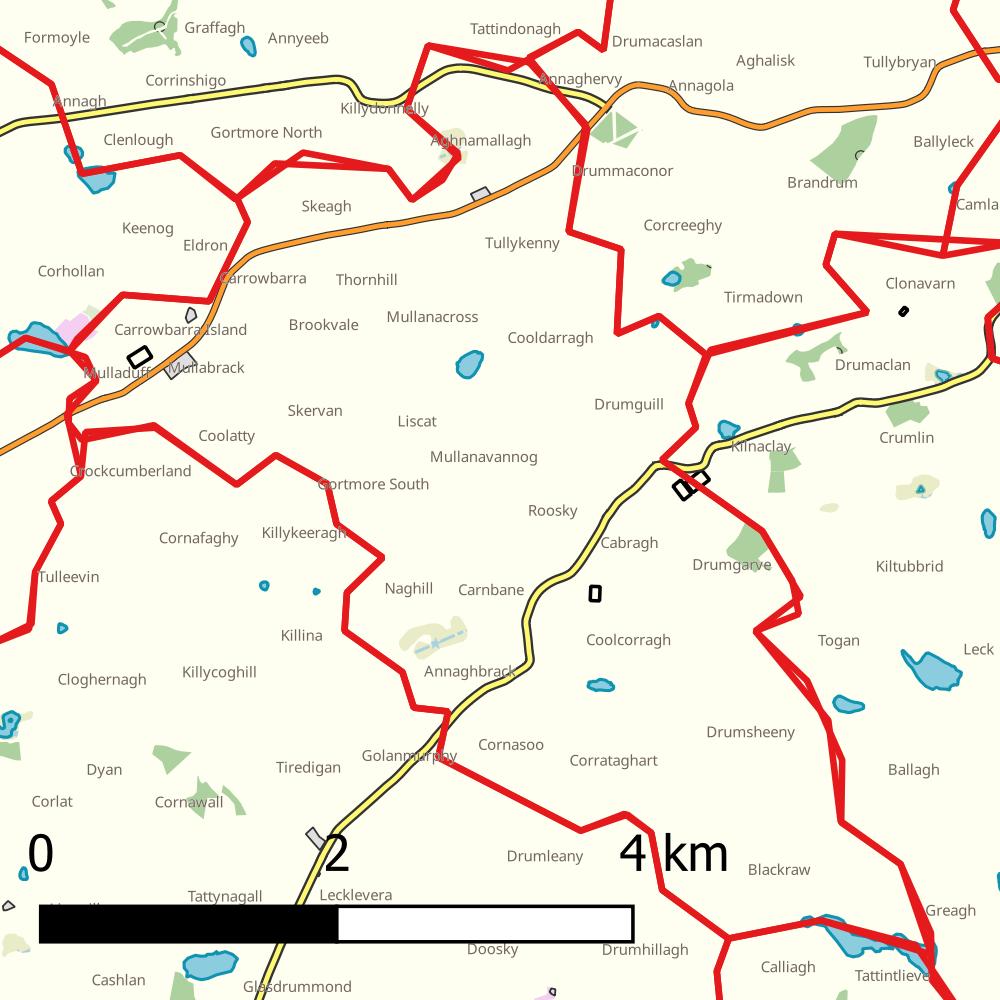 Tattindonagh
Graffagh
Formoyle
Annyeeb
Drumacaslan
Aghalisk
Tullybryan
Corrinshigo
Annaghervy
Annagola
Annagh
Killydonnelly
Clenlough
Gortmore North
Aghnamallagh
Ballyleck
Drummaconor
Brandrum
Skeagh
Camla
Keenog
Corcreeghy
Eldron
Tullykenny
Corhollan
Carrowbarra
Thornhill
Clonavarn
Tirmadown
Mullanacross
Brookvale
Carrowbarra Island
Cooldarragh
Mulladuff
Mullabrack
Drumaclan
Drumguill
Skervan
Liscat
Coolatty
Crumlin
Kilnaclay
Mullanavannog
Crockcumberland
Gortmore South
Roosky
Killykeeragh
Cornafaghy
Cabragh
Drumgarve
Kiltubbrid
Tulleevin
Naghill
Carnbane
Killina
Coolcorragh
Togan
Leck
Killycoghill
Annaghbrack
Cloghernagh
Drumsheeny
Cornasoo
Golanmurphy
Corrataghart
Dyan
Tiredigan
Ballagh
Corlat
Cornawall
0 2 4 km
Drumleany
Blackraw
Tattynagall
Lecklevera
Greagh
Doosky
Drumhillagh
Calliagh
Tattintlieve
Cashlan
Glasdrummond